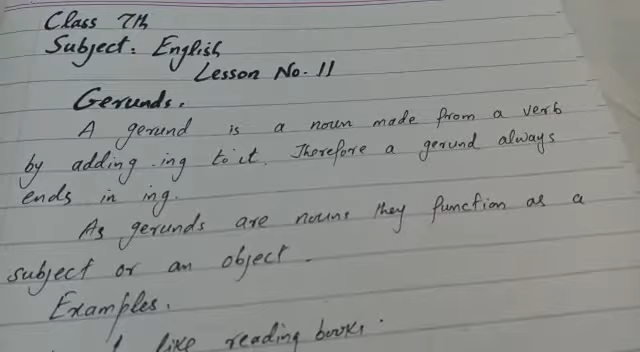 Class 7th
Subject: English
Lesson No. 11
Gerunds.
A gerund is a noun made from a verb
by adding -ing to it. Therefore a gerund always
ends in ing.
As gerunds are nouns they function as a
subject or an object.
Examples.
I like reading books.